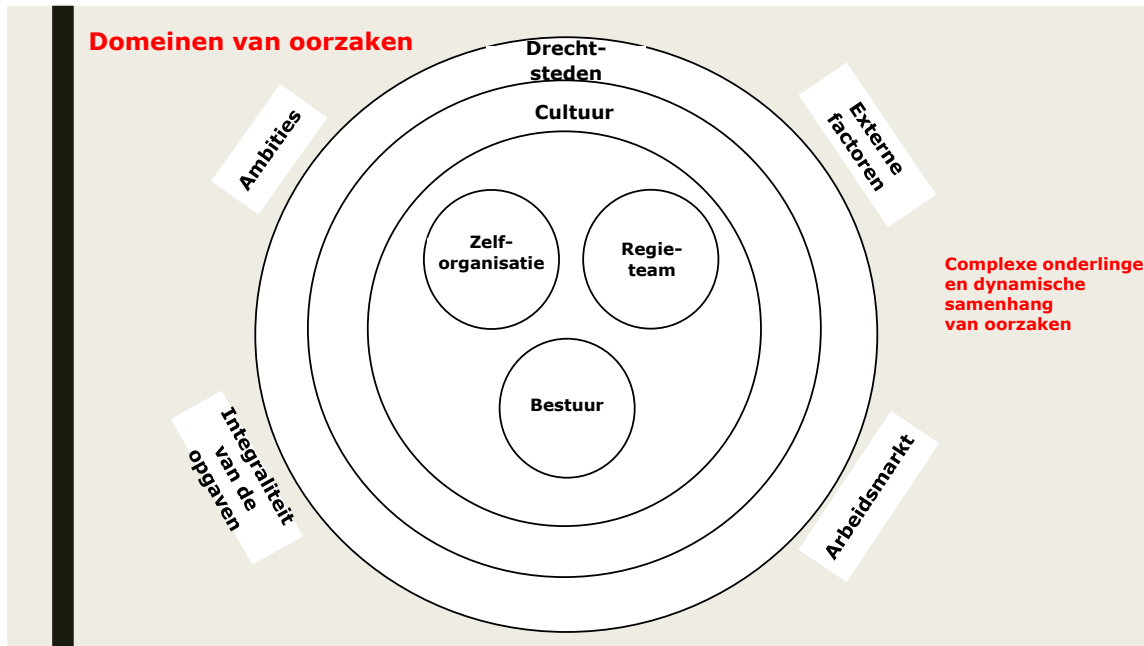 Domeinen van oorzaken
Drecht-
steden
Cultuur
Ambities
Externe
factoren
Zelf-
organisatie
Regie-
team
Complexe onderlinge
en dynamische
samenhang
van oorzaken
Bestuur
Integraliteit
van de
opgaven
Arbeidsmarkt